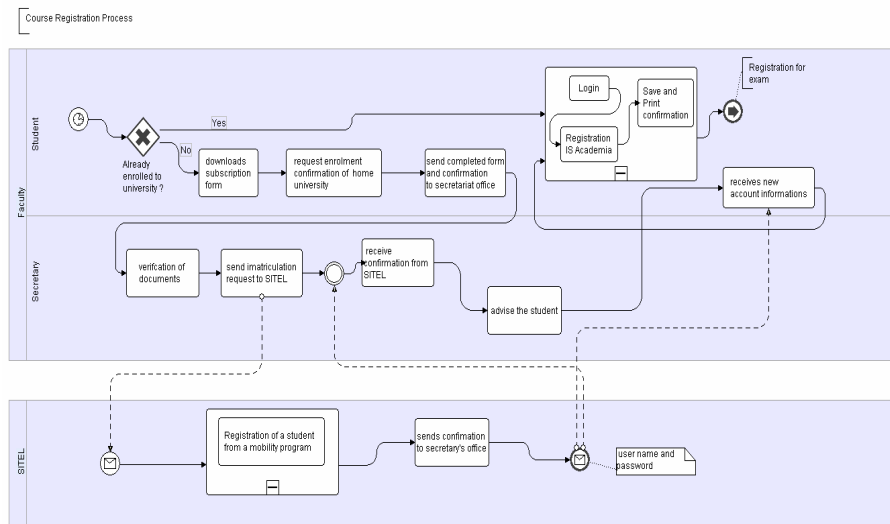 Course Registration Process
Faculty
Student
Already
enrolled to
university ?
Yes
No
downloads
subscription
form
request enrolment
confirmation of home
university
send completed form
and confirmation
to secretariat office
Login
Registration
IS Academia
Save and
Print
confirmation
Registration for
exam
receives new
account informations
Secretary
verifcation of
documents
send imatriculation
request to SITEL
receive
confirmation from
SITEL
advise the student
SITEL
Registration of a student
from a mobility program
sends confimation
to secretary's office
user name and
password